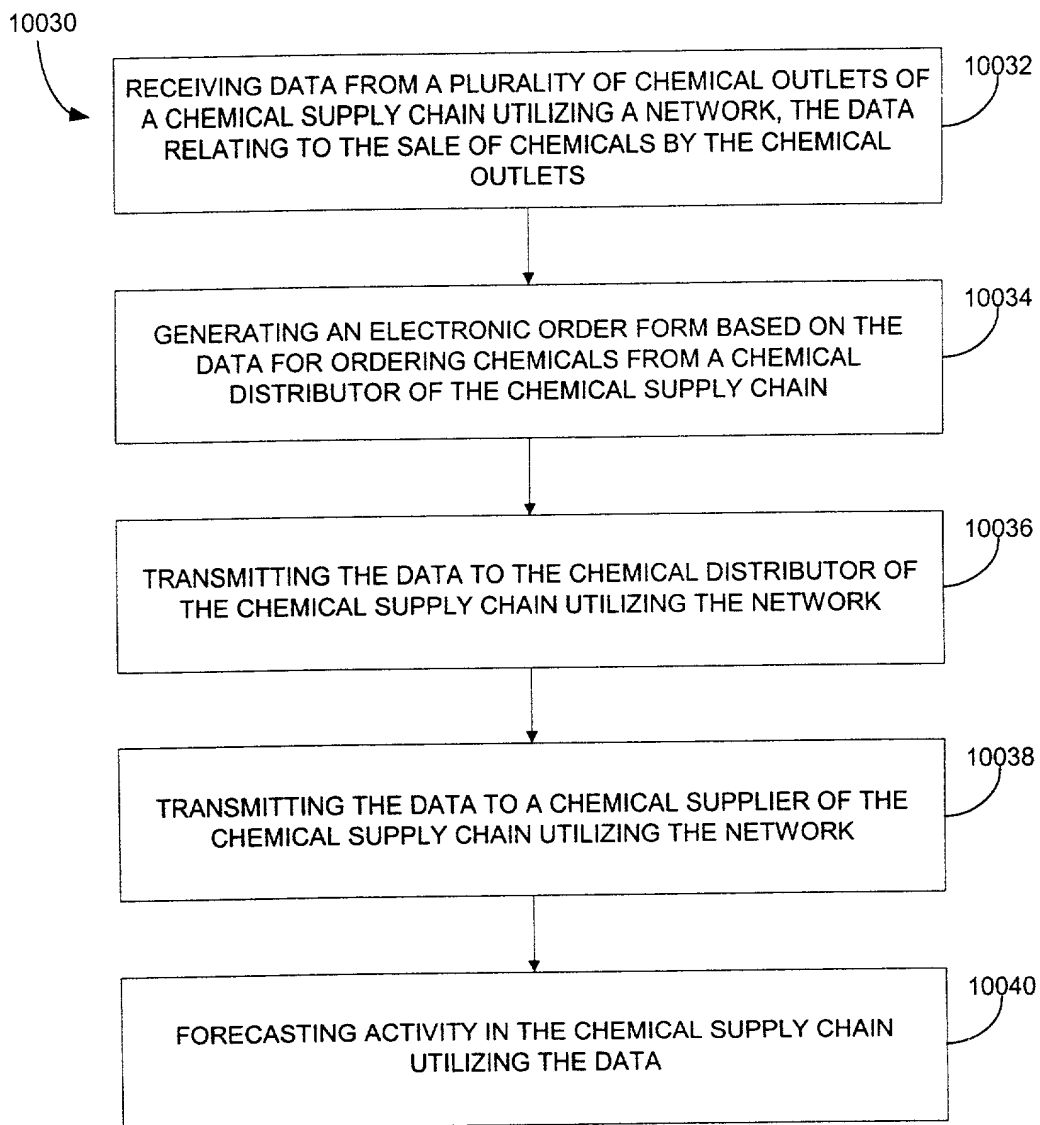 10030
RECEIVING DATA FROM A PLURALITY OF CHEMICAL OUTLETS OF
A CHEMICAL SUPPLY CHAIN UTILIZING A NETWORK, THE DATA
RELATING TO THE SALE OF CHEMICALS BY THE CHEMICAL
OUTLETS
10032
GENERATING AN ELECTRONIC ORDER FORM BASED ON THE
DATA FOR ORDERING CHEMICALS FROM A CHEMICAL
DISTRIBUTOR OF THE CHEMICAL SUPPLY CHAIN
10034
TRANSMITTING THE DATA TO THE CHEMICAL DISTRIBUTOR OF
THE CHEMICAL SUPPLY CHAIN UTILIZING THE NETWORK
10036
TRANSMITTING THE DATA TO A CHEMICAL SUPPLIER OF THE
CHEMICAL SUPPLY CHAIN UTILIZING THE NETWORK
10038
FORECASTING ACTIVITY IN THE CHEMICAL SUPPLY CHAIN
UTILIZING THE DATA
10040